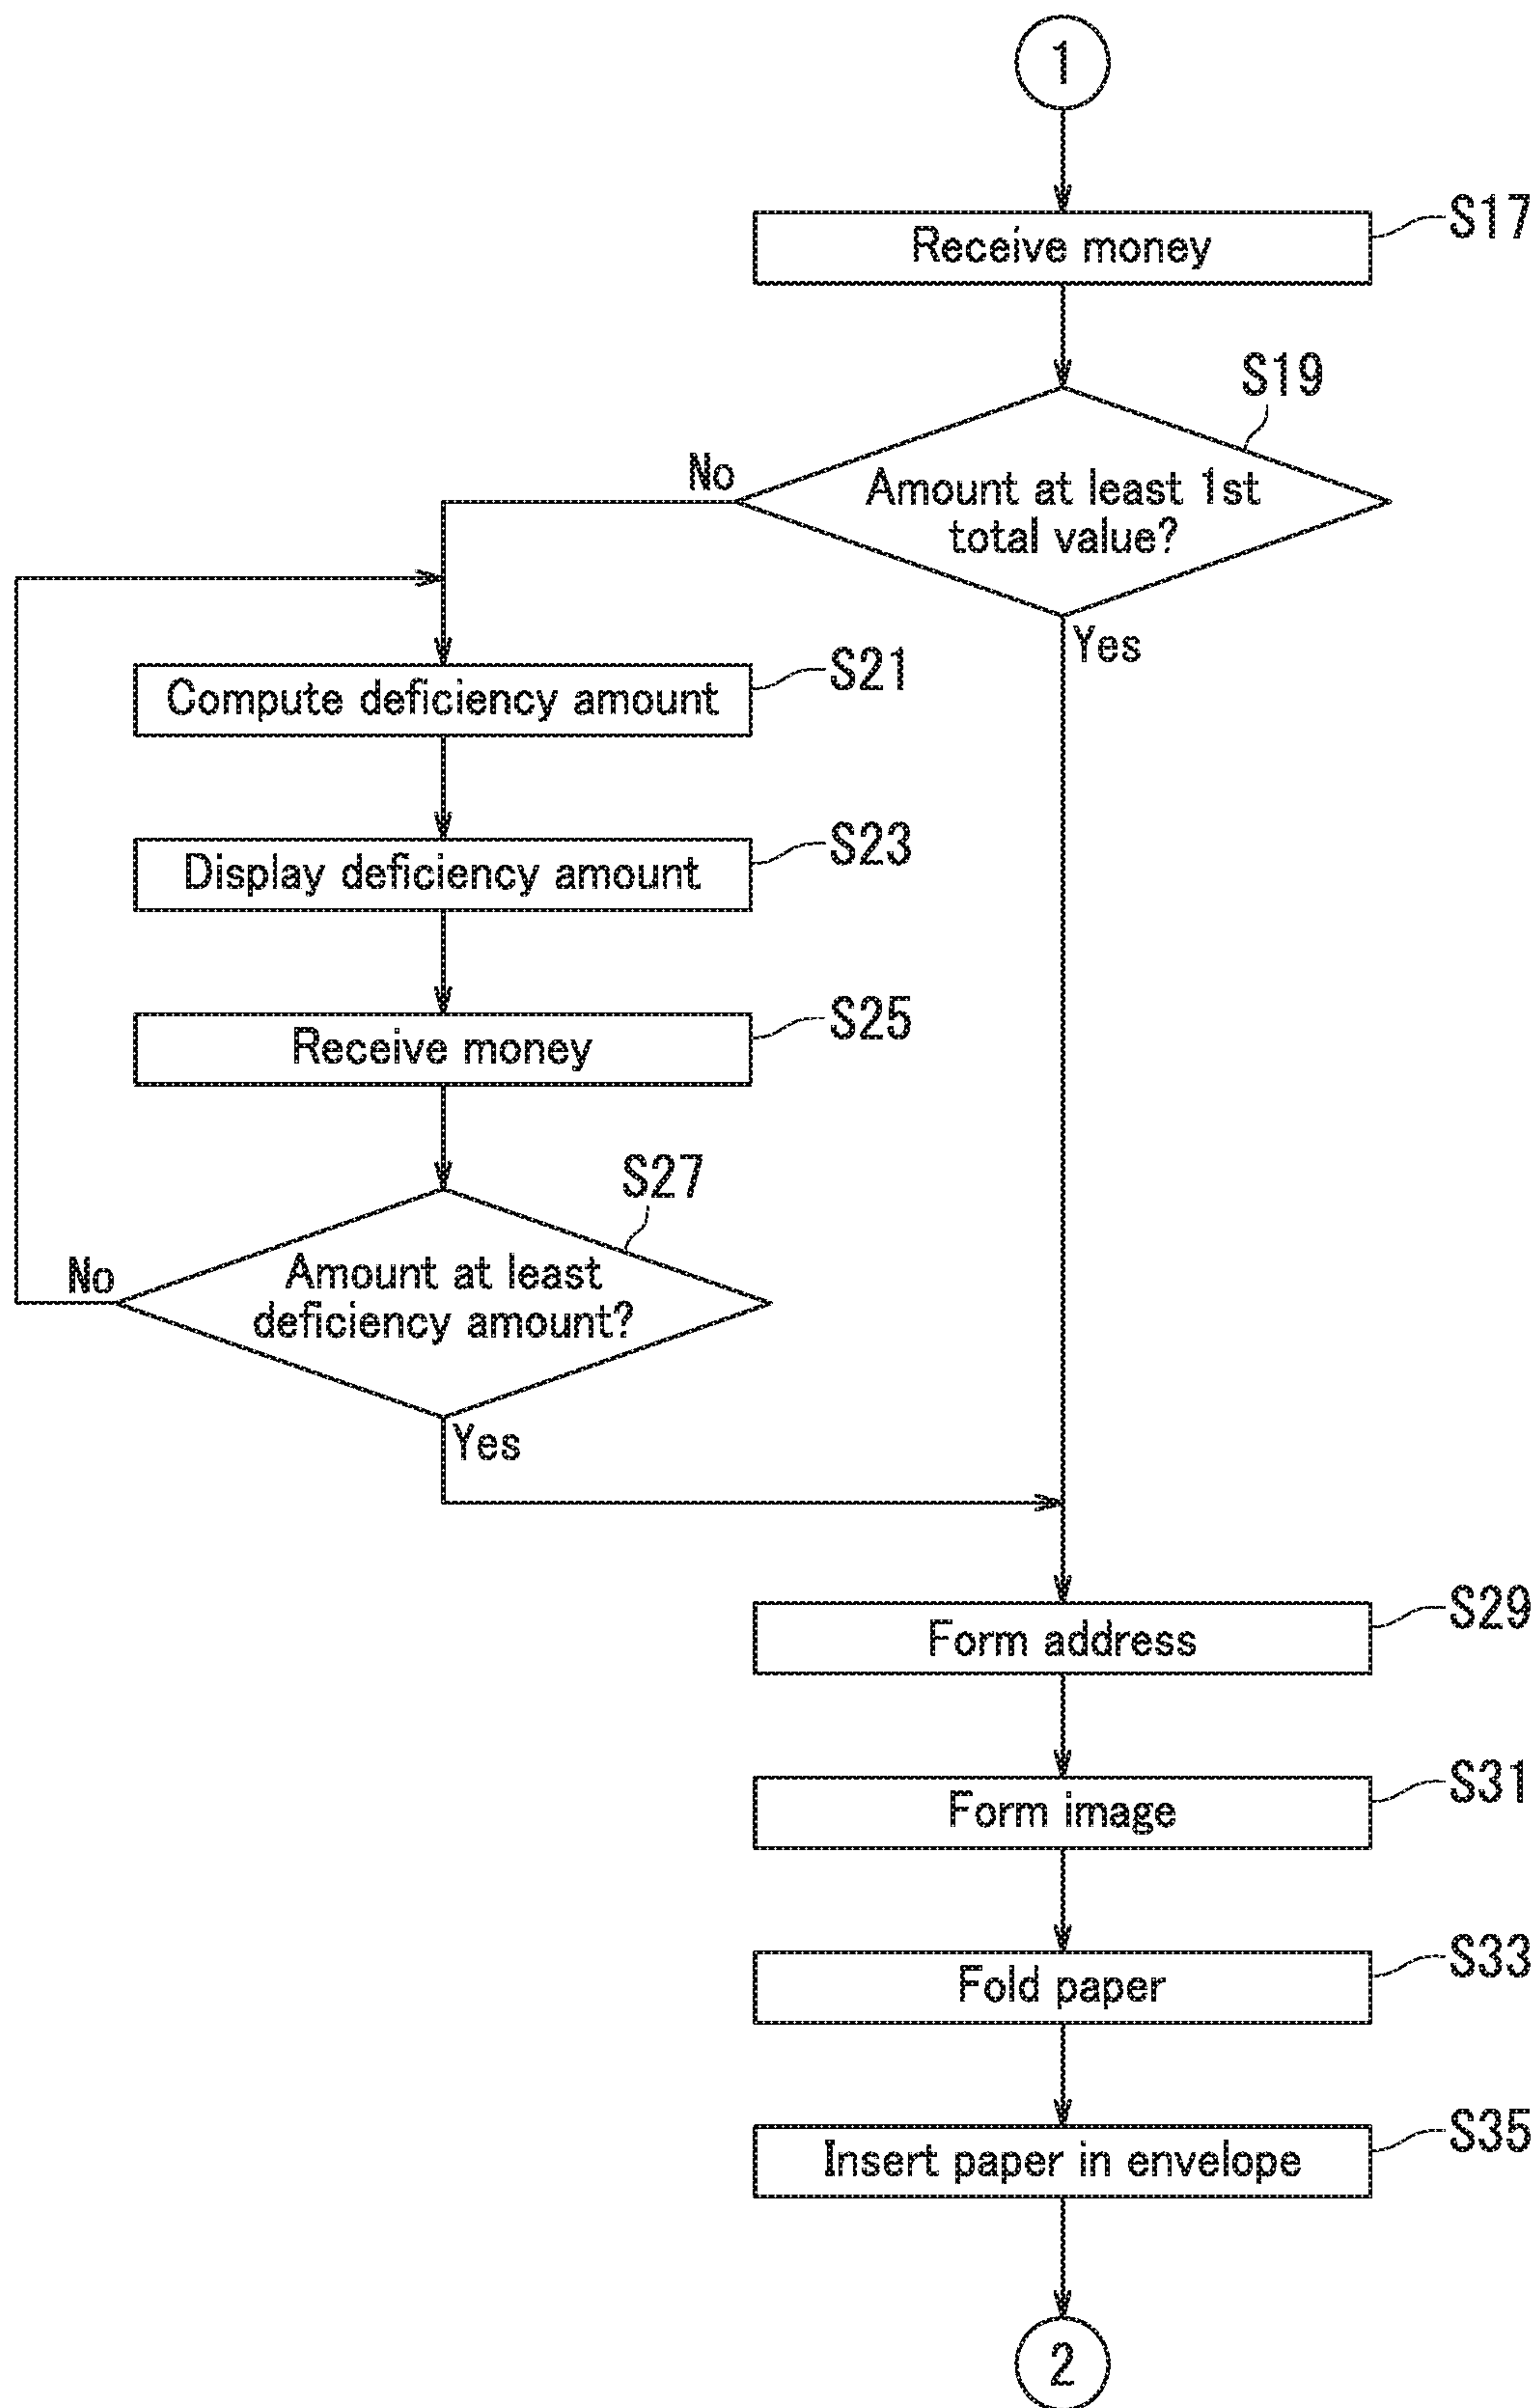 1
Receive money
S17
S19
Amount at least 1st
total value?
No
Yes
Compute deficiency amount
S21
Display deficiency amount
S23
Receive money
S25
S27
Amount at least
deficiency amount?
No
Yes
Form address
S29
Form image
S31
Fold paper
S33
Insert paper in envelope
S35
2